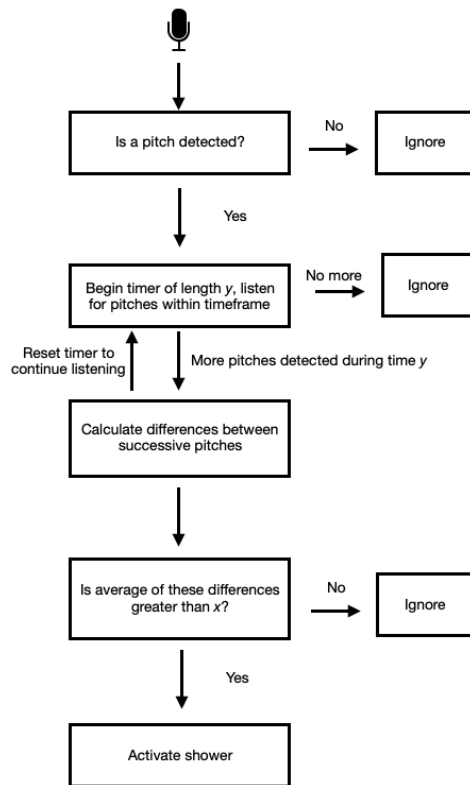 Is a pitch detected?
No
Ignore
Yes
Begin timer of length y, listen
for pitches within timeframe
No more
Ignore
Reset timer to
continue listening
More pitches detected during time y
Calculate differences between
successive pitches
Is average of these differences
greater than x?
No
Ignore
Yes
Activate shower